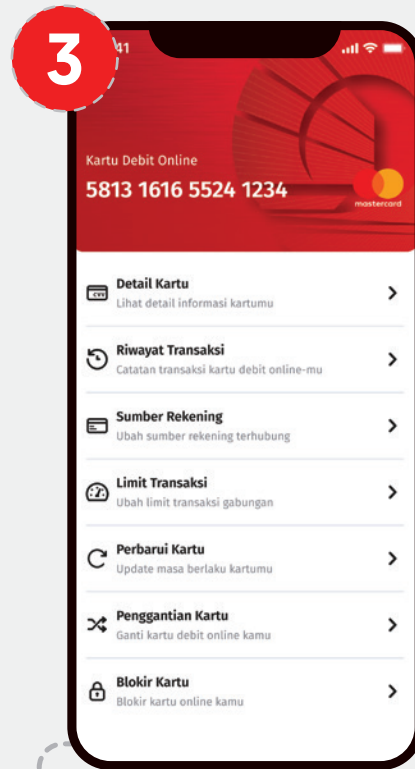 3
41
Kartu Debit Online
5813 1616 5524 1234
mastercard
Detail Kartu
Lihat detail informasi kartumu
Riwayat Transaksi
Catatan transaksi kartu debit online-mu
Sumber Rekening
Ubah sumber rekening terhubung
Limit Transaksi
Ubah limit transaksi gabungan
Perbarui Kartu
Update masa berlaku kartumu
Penggantian Kartu
Ganti kartu debit online kamu
Blokir Kartu
Blokir kartu online kamu